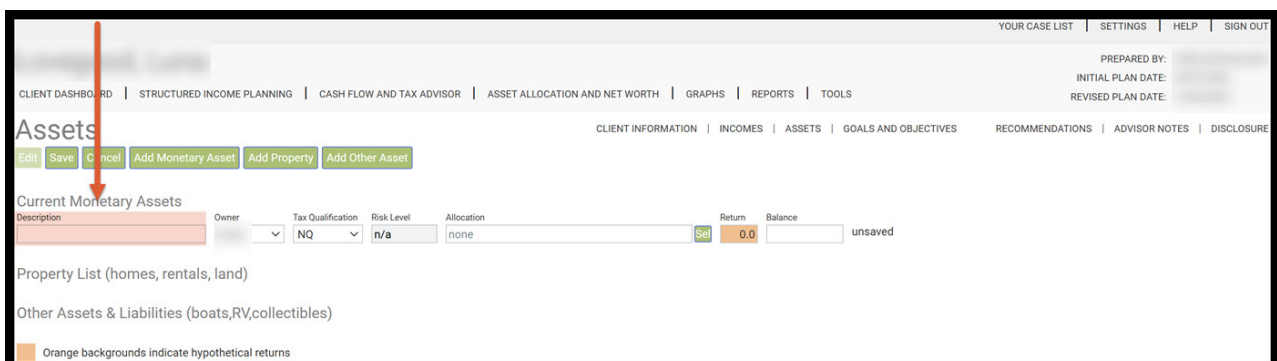 YOUR CASE LIST | SETTINGS | HELP | SIGN OUT
PREPARED BY:
INITIAL PLAN DATE:
REVISED PLAN DATE:
CLIENT DASHBOARD | STRUCTURED INCOME PLANNING | CASH FLOW AND TAX ADVISOR | ASSET ALLOCATION AND NET WORTH | GRAPHS | REPORTS | TOOLS
Assets
CLIENT INFORMATION | INCOMES | ASSETS | GOALS AND OBJECTIVES RECOMMENDATIONS | ADVISOR NOTES | DISCLOSURE
Edit Save Cancel Add Monetary Asset Add Property Add Other Asset
Current Monetary Assets
Description Owner Tax Qualification Risk Level Allocation Return Balance
NQ n/a none Sel 0.0 unsaved
Property List (homes, rentals, land)
Other Assets & Liabilities (boats,RV,collectibles)
Orange backgrounds indicate hypothetical returns